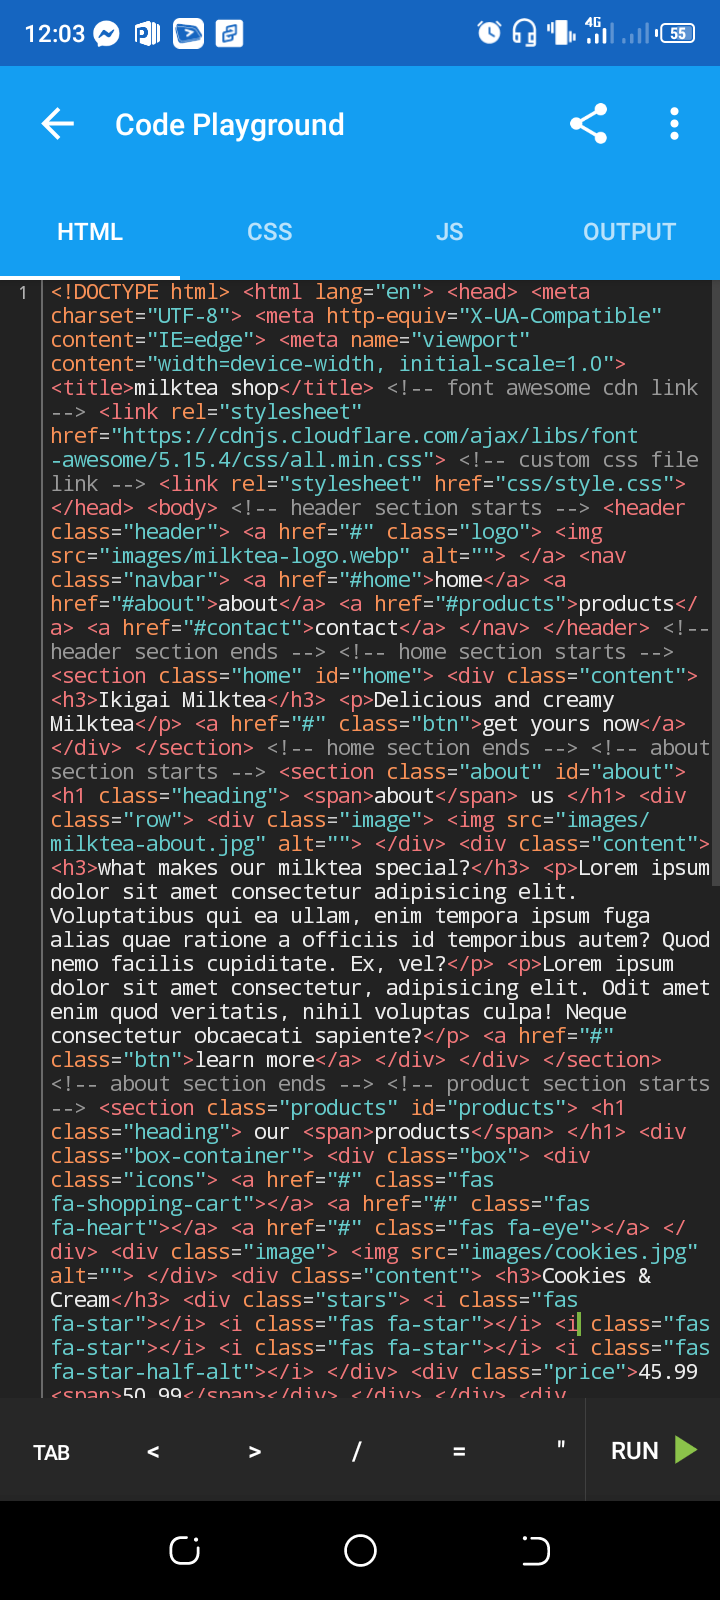 12:03 4G 55
Code Playground
HTML CSS JS OUTPUT
1 <!DOCTYPE html> <html lang="en"> <head> <meta
charset="UTF-8"> <meta http-equiv="X-UA-Compatible"
content="IE=edge"> <meta name="viewport"
content="width=device-width, initial-scale=1.0">
<title>milktea shop</title> <!-- font awesome cdn link
--> <link rel="stylesheet"
href="https://cdnjs.cloudflare.com/ajax/libs/font
-awesome/5.15.4/css/all.min.css"> <!-- custom css file
link --> <link rel="stylesheet" href="css/style.css">
</head> <body> <!-- header section starts --> <header
class="header"> <a href="#" class="logo"> <img
src="images/milktea-logo.webp" alt=""> </a> <nav
class="navbar"> <a href="#home">home</a> <a
href="#about">about</a> <a href="#products">products</
a> <a href="#contact">contact</a> </nav> </header> <!--
header section ends --> <!-- home section starts -->
<section class="home" id="home"> <div class="content">
<h3>Ikigai Milktea</h3> <p>Delicious and creamy
Milktea</p> <a href="#" class="btn">get yours now</a>
</div> </section> <!-- home section ends --> <!-- about
section starts --> <section class="about" id="about">
<h1 class="heading"> <span>about</span> us </h1> <div
class="row"> <div class="image"> <img src="images/
milktea-about.jpg" alt=""> </div> <div class="content">
<h3>what makes our milktea special?</h3> <p>Lorem ipsum
dolor sit amet consectetur adipisicing elit.
Voluptatibus qui ea ullam, enim tempora ipsum fuga
alias quae ratione a officiis id temporibus autem? Quod
nemo facilis cupiditate. Ex, vel?</p> <p>Lorem ipsum
dolor sit amet consectetur, adipisicing elit. Odit amet
enim quod veritatis, nihil voluptas culpa! Neque
consectetur obcaecati sapiente?</p> <a href="#"
class="btn">learn more</a> </div> </div> </section>
<!-- about section ends --> <!-- product section starts
--> <section class="products" id="products"> <h1
class="heading"> our <span>products</span> </h1> <div
class="box-container"> <div class="box"> <div
class="icons"> <a href="#" class="fas
fa-shopping-cart"></a> <a href="#" class="fas
fa-heart"></a> <a href="#" class="fas fa-eye"></a> </
div> <div class="image"> <img src="images/cookies.jpg"
alt=""> </div> <div class="content"> <h3>Cookies &
Cream</h3> <div class="stars"> <i class="fas
fa-star"></i> <i class="fas fa-star"></i> <i class="fas
fa-star"></i> <i class="fas fa-star"></i> <i class="fas
fa-star-half-alt"></i> </div> <div class="price">45.99
<span>50.99</span></div> </div> </div> <div
TAB < > / = " RUN